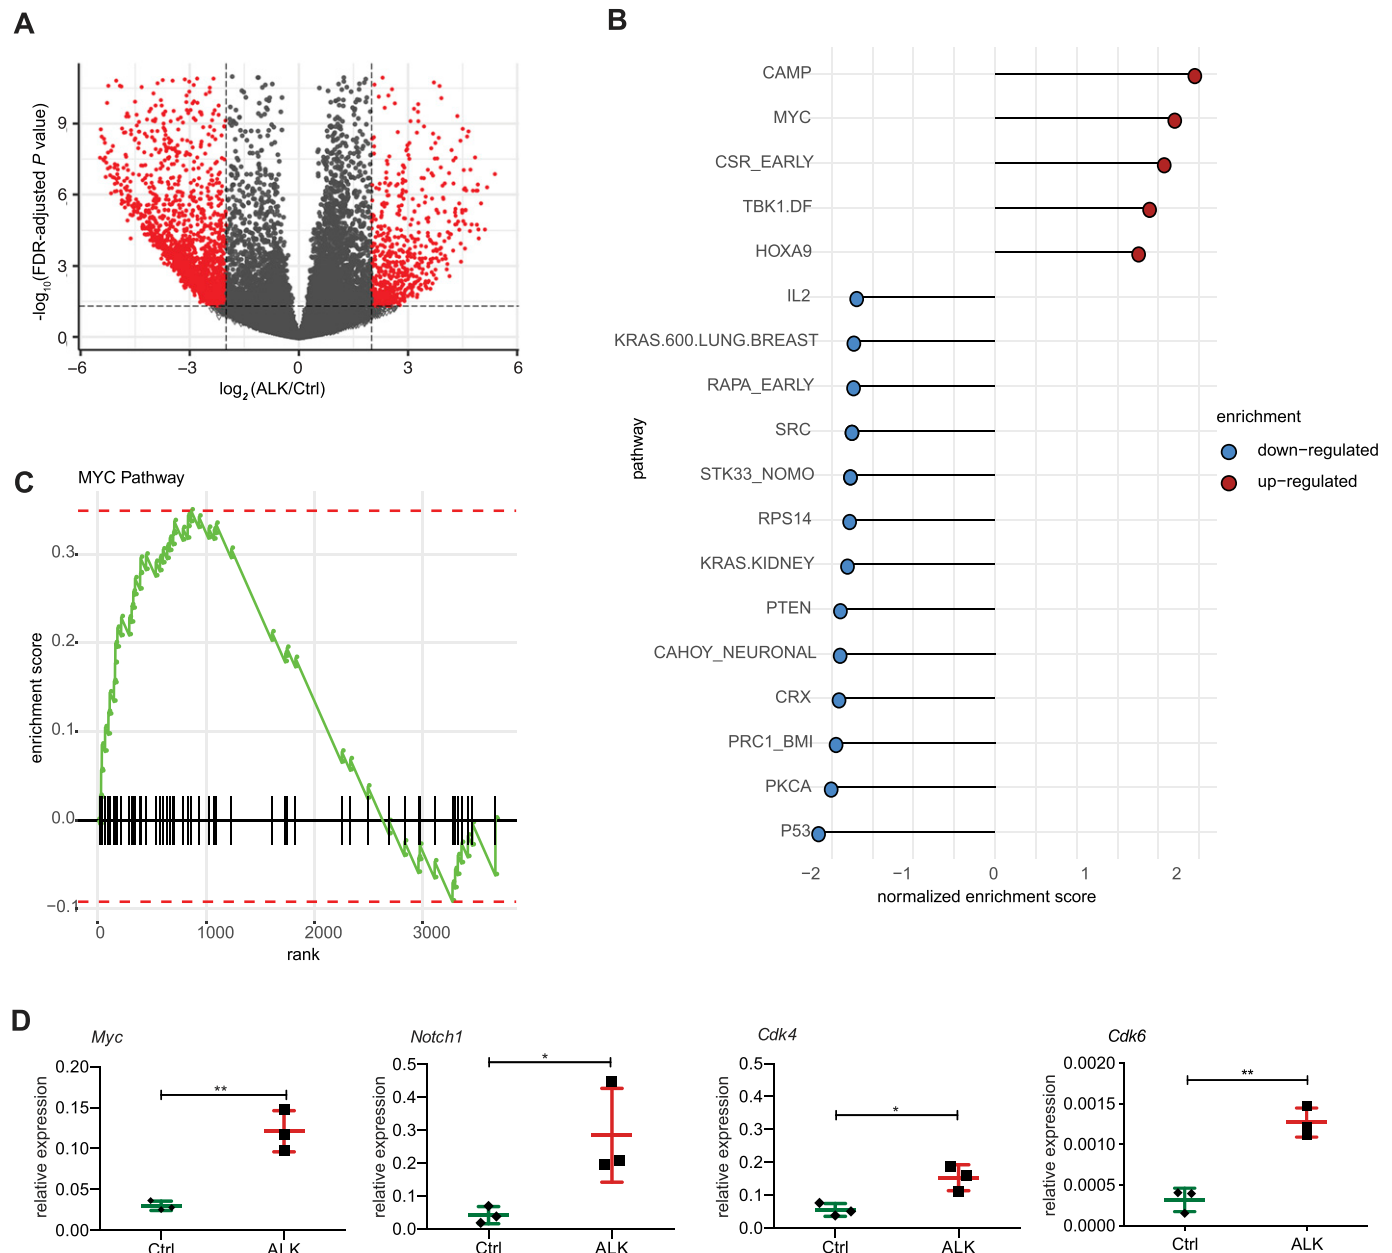 A
-log10(FDR-adjusted P value)
9
6
3
0
−6
−3
0
3
6
log2(ALK/Ctrl)
B
pathway
CAMP
MYC
CSR_EARLY
TBK1.DF
HOXA9
IL2
KRAS.600.LUNG.BREAST
RAPA_EARLY
SRC
STK33_NOMO
RPS14
KRAS.KIDNEY
PTEN
CAHOY_NEURONAL
CRX
PRC1_BMI
PKCA
P53
−2
−1
0
1
2
normalized enrichment score
enrichment
down−regulated
up−regulated
C
MYC Pathway
enrichment score
0.3
0.2
0.1
0.0
−0.1
0
1000
2000
3000
rank
D
Myc
relative expression
0.20
0.15
0.10
0.05
0.00
**
Ctrl
ALK
Notch1
relative expression
0.5
0.4
0.3
0.2
0.1
0.0
*
Ctrl
ALK
Cdk4
relative expression
0.5
0.4
0.3
0.2
0.1
0.0
*
Ctrl
ALK
Cdk6
relative expression
0.0020
0.0015
0.0010
0.0005
0.0000
**
Ctrl
ALK